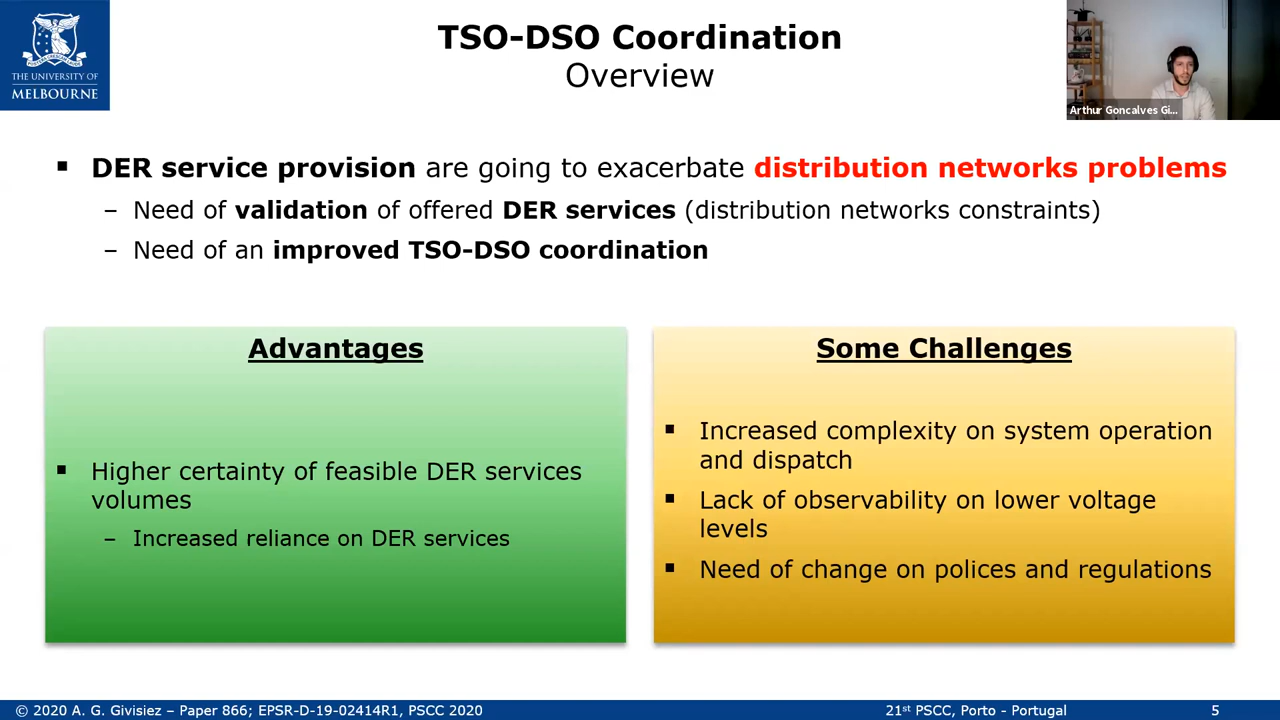 THE UNIVERSITY OF
MELBOURNE
TSO-DSO Coordination
Overview
Arthur Goncalves Gi...
▪ DER service provision are going to exacerbate distribution networks problems
– Need of validation of offered DER services (distribution networks constraints)
– Need of an improved TSO-DSO coordination
Advantages
▪ Higher certainty of feasible DER services
volumes
– Increased reliance on DER services
Some Challenges
▪ Increased complexity on system operation
and dispatch
▪ Lack of observability on lower voltage
levels
▪ Need of change on polices and regulations
© 2020 A. G. Givisiez – Paper 866; EPSR-D-19-02414R1, PSCC 2020
21st PSCC, Porto - Portugal
5